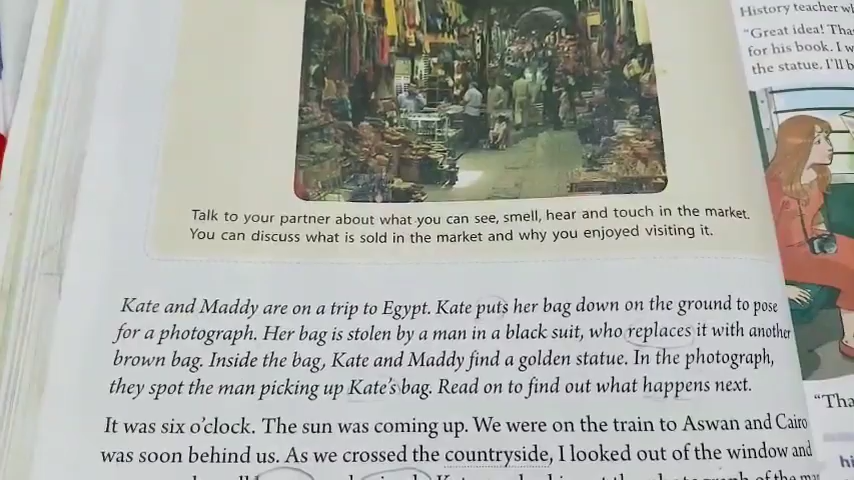 Talk to your partner about what you can see, smell, hear and touch in the market.
You can discuss what is sold in the market and why you enjoyed visiting it.
Kate and Maddy are on a trip to Egypt. Kate puts her bag down on the ground to pose
for a photograph. Her bag is stolen by a man in a black suit, who replaces it with another
brown bag. Inside the bag, Kate and Maddy find a golden statue. In the photograph,
they spot the man picking up Kate's bag. Read on to find out what happens next.
It was six o'clock. The sun was coming up. We were on the train to Aswan and Cairo
was soon behind us. As we crossed the countryside, I looked out of the window and
History teacher
"Great idea!
for his book. I
the statue. I'll